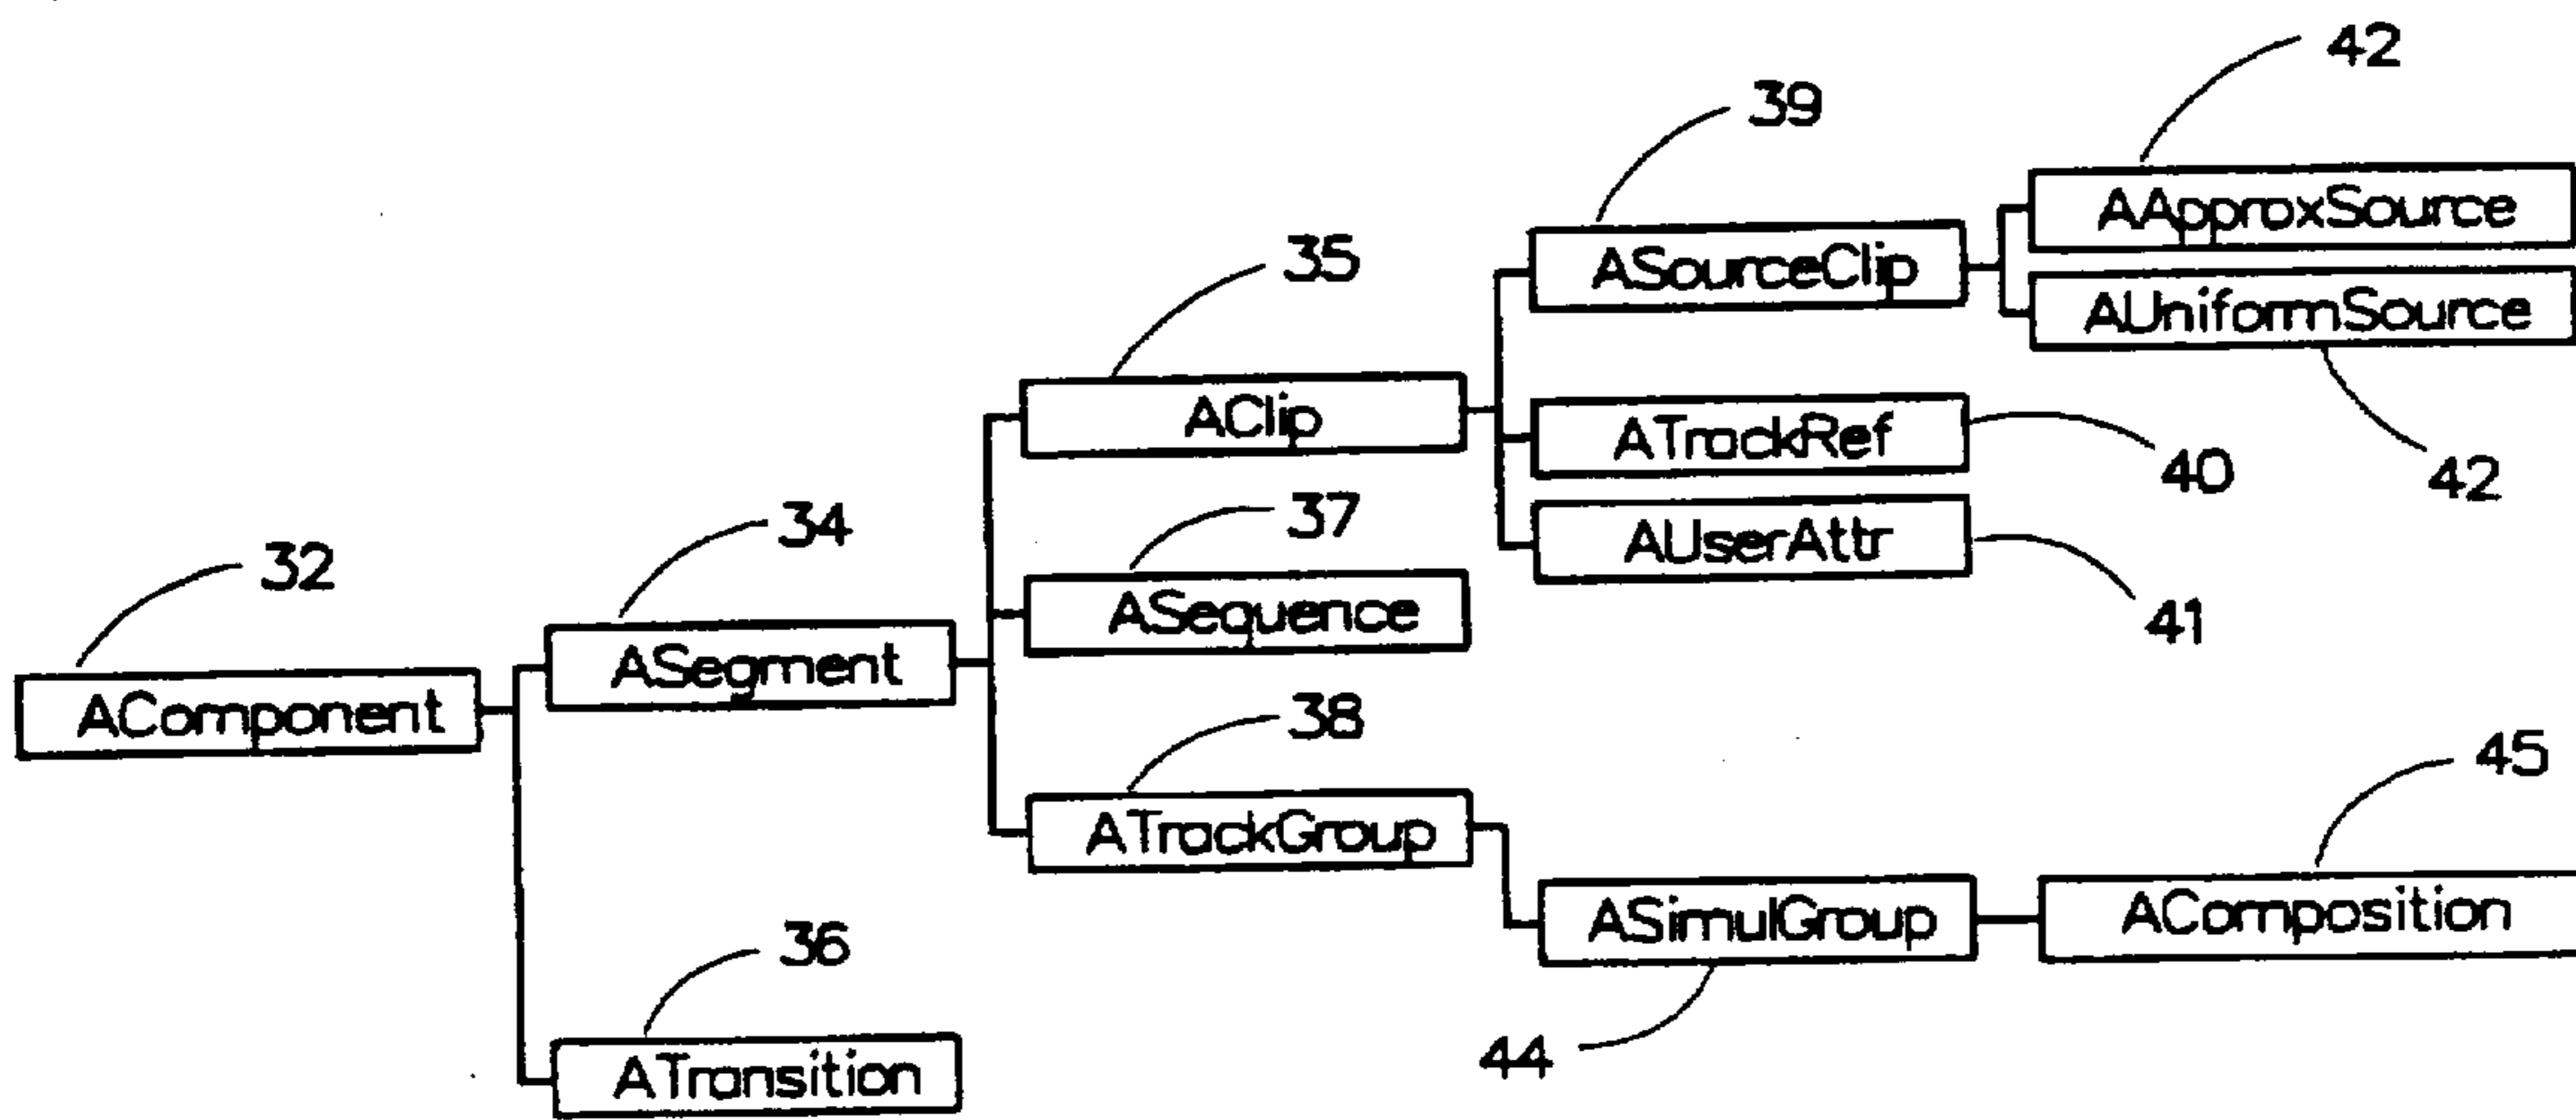 42
39
AApproxSource
35
ASourceClip
AUniformSource
AClip
ATrackRef
40
42
34
37
AUserAttr
32
ASequence
41
ASegment
38
AComponent
45
ATrackGroup
36
ASimulGroup
AComposition
44
ATransition